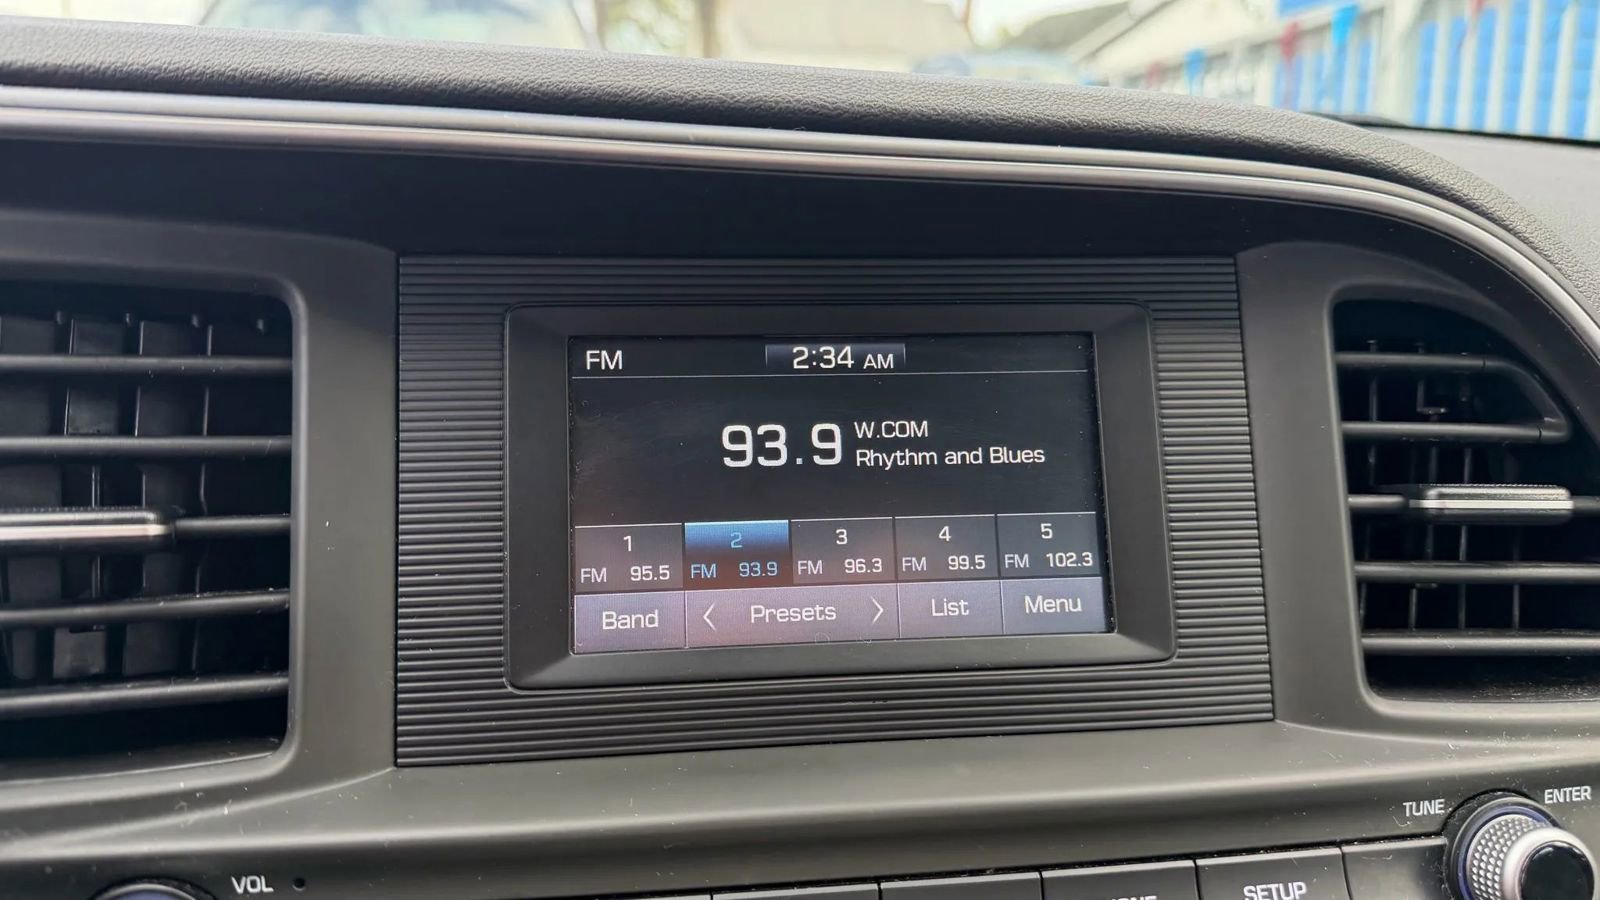 FM 2:34 AM
93.9 W.COM
Rhythm and Blues
1 2 3 4 5
FM 95.5 FM 93.9 FM 96.3 FM 99.5 FM 102.3
Band < Presets > List Menu
TUNE ENTER
VOL
SETUP